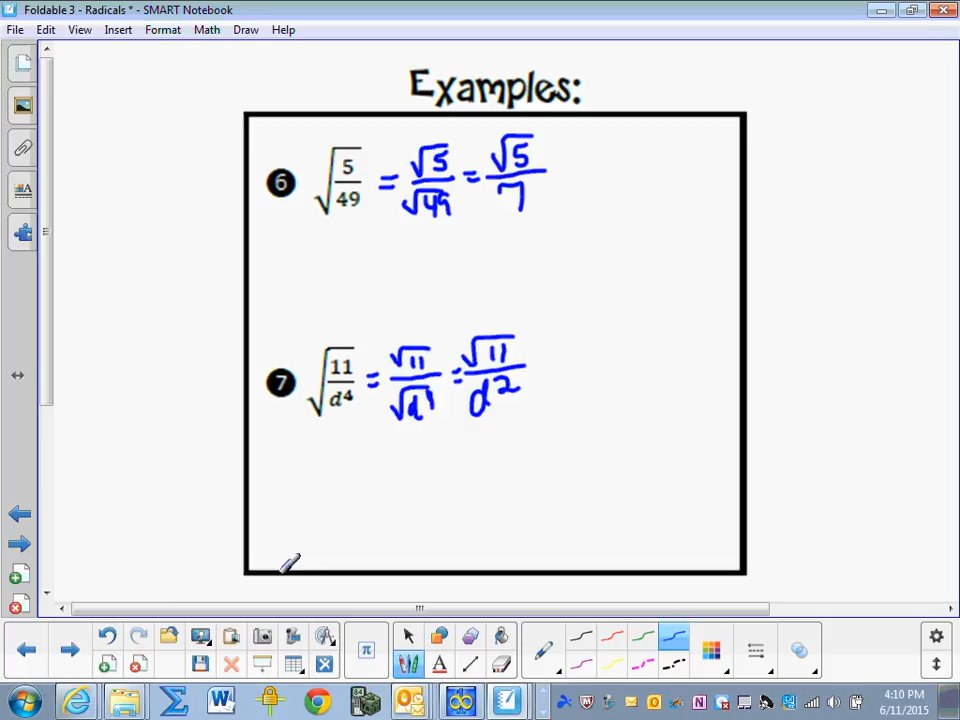 Foldable 3 - Radicals * - SMART Notebook
File Edit View Insert Format Math Draw Help
Examples:
6 √(5/49) = √5/√49 = √5/7
7 √(11/d⁴) = √11/√d⁴ = √11/d²
π A
Σ W 84 N
4:10 PM
6/11/2015